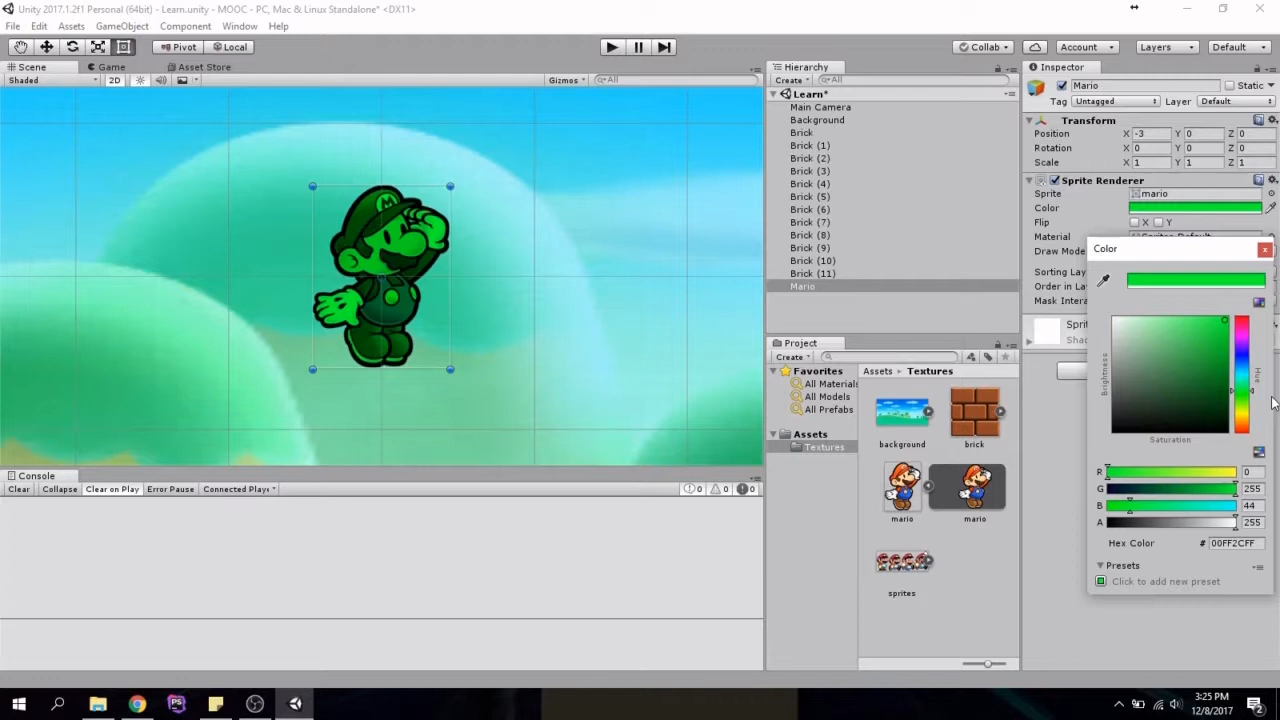 Unity 2017.1.2f1 Personal (64bit) - Learn.unity - MOOC - PC, Mac & Linux Standalone* <DX11>
File Edit Assets GameObject Component Window Help
Pivot Local Collab Account Layers Default
Scene Game Asset Store
Shaded 2D Gizmos All
Hierarchy
Create All
Learn*
Main Camera
Background
Brick
Brick (1)
Brick (2)
Brick (3)
Brick (4)
Brick (5)
Brick (6)
Brick (7)
Brick (8)
Brick (9)
Brick (10)
Brick (11)
Mario
Inspector
Mario Static
Tag Untagged Layer Default
Transform
Position X -3 Y 0 Z 0
Rotation X 0 Y 0 Z 0
Scale X 1 Y 1 Z 1
Sprite Renderer
Sprite mario
Color
Flip X Y
Material
Draw Mode
Sorting Lay
Order in La
Mask Intera
Sprit
Color
Brightness
Hue
Saturation
R 0
G 255
B 44
A 255
Hex Color # 00FF2CFF
Presets
Click to add new preset
Project
Create
Favorites
All Materials
All Models
All Prefabs
Assets
Textures
Assets Textures
background brick
mario mario
sprites
Console
Clear Collapse Clear on Play Error Pause Connected Playe 0 0 0
M
PS
3:25 PM
12/8/2017
2